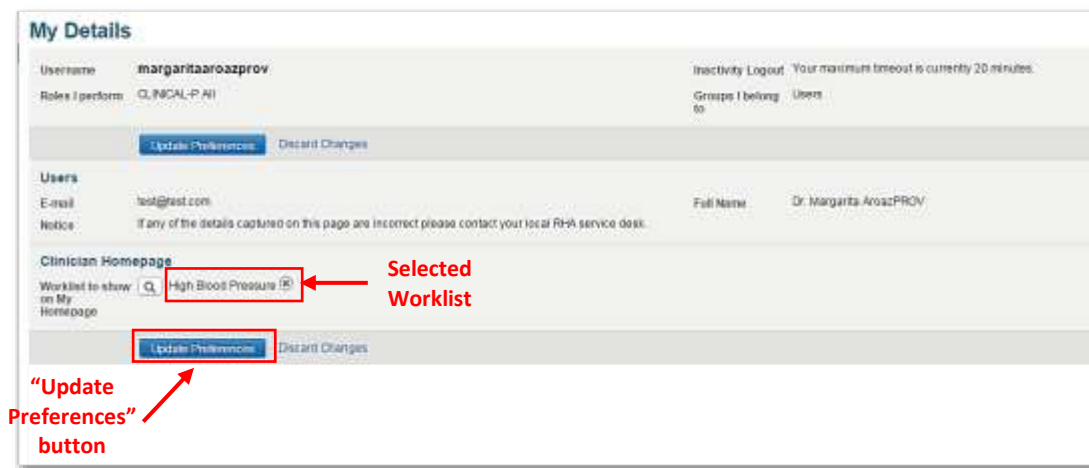 My Details
Username margaritaaroazprov Inactivity Logout Your maximum timeout is currently 20 minutes.
Roles I perform CLINICAL-P All Groups I belong to Users
Update Preferences Discard Changes
Users
E-mail test@test.com Full Name Dr. Margarita AroazPROV
Notice If any of the details captured on this page are incorrect please contact your local RHA service desk.
Clinician Homepage
Worklist to show on My Homepage High Blood Pressure
Selected
Worklist
Update Preferences Discard Changes
“Update
Preferences”
button